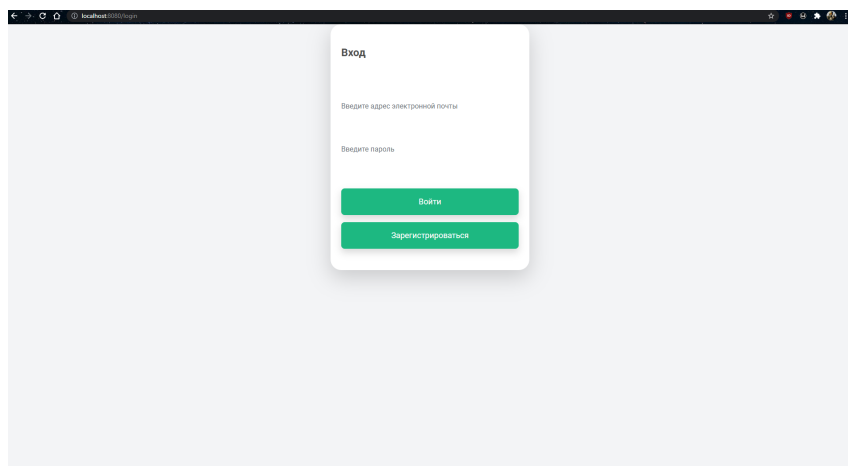 localhost:8080/login
Вход
Введите адрес электронной почты
Введите пароль
Войти
Зарегистрироваться